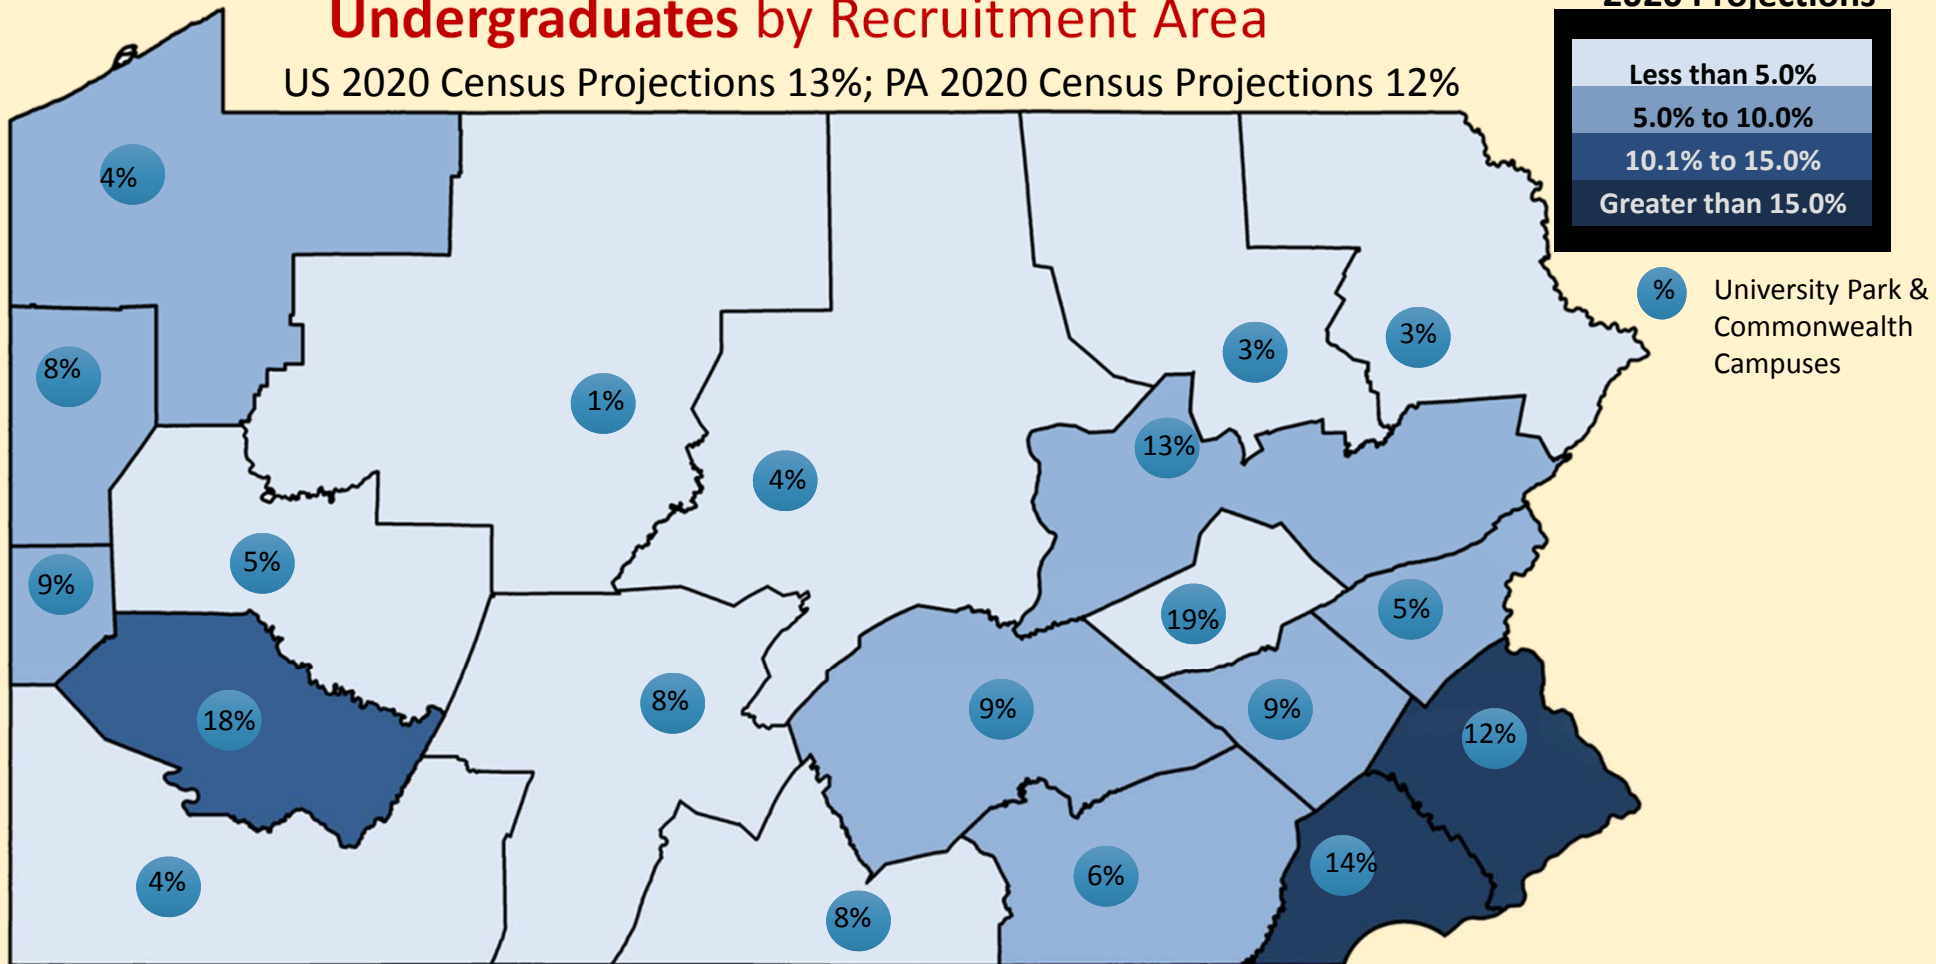 Undergraduates by Recruitment Area
US 2020 Census Projections 13%; PA 2020 Census Projections 12%
2020 Projections
Less than 5.0%
5.0% to 10.0%
10.1% to 15.0%
Greater than 15.0%
% University Park &
Commonwealth
Campuses
4%
8%
1%
3%
3%
13%
4%
5%
9%
19%
5%
18%
8%
9%
9%
12%
4%
8%
6%
14%